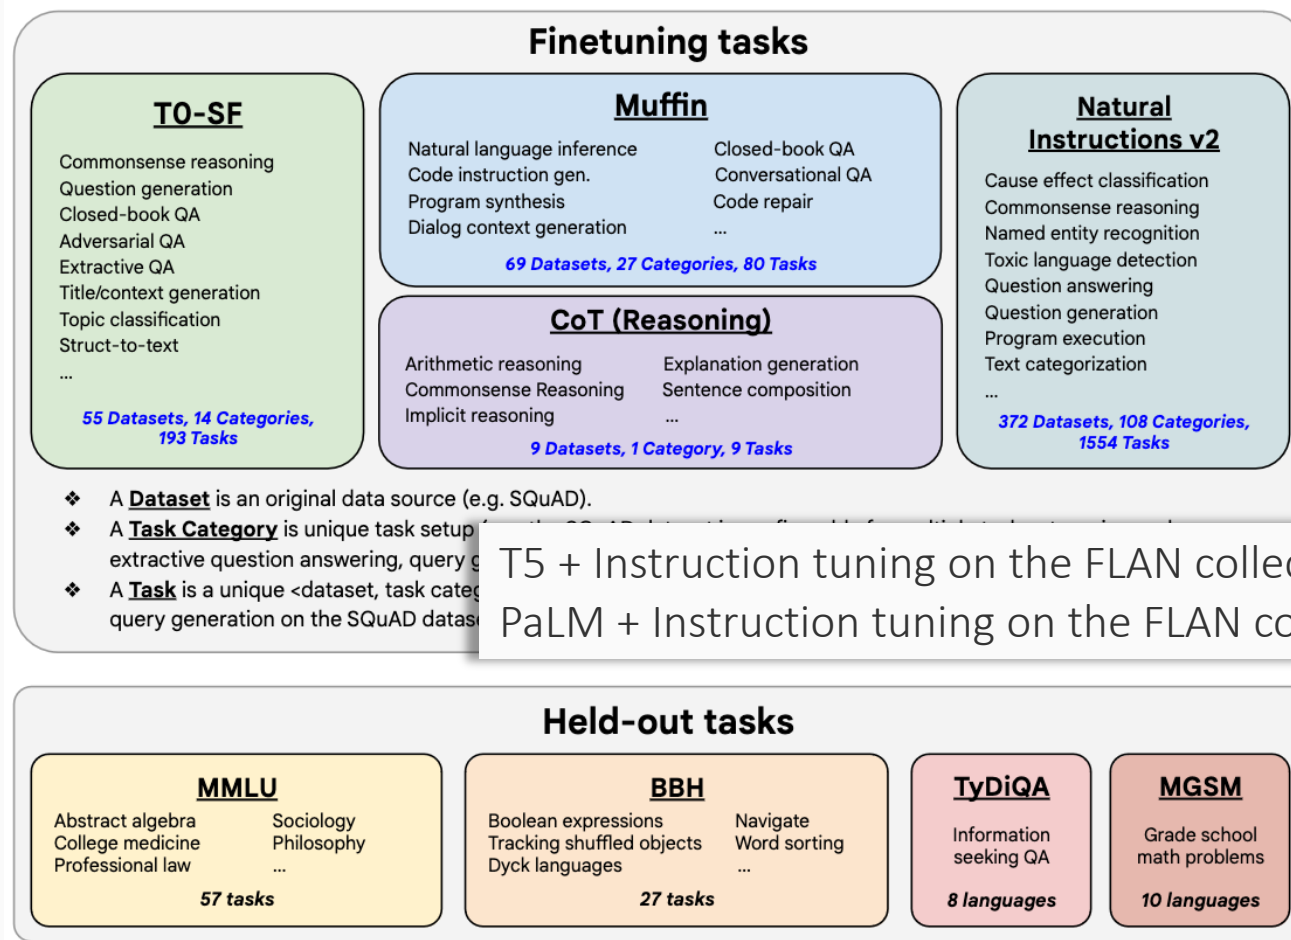 Finetuning tasks
T0-SF
Commonsense reasoning
Question generation
Closed-book QA
Adversarial QA
Extractive QA
Title/context generation
Topic classification
Struct-to-text
...
55 Datasets, 14 Categories,
193 Tasks
Muffin
Natural language inference
Code instruction gen.
Program synthesis
Dialog context generation
Closed-book QA
Conversational QA
Code repair
...
69 Datasets, 27 Categories, 80 Tasks
CoT (Reasoning)
Arithmetic reasoning
Commonsense Reasoning
Implicit reasoning
Explanation generation
Sentence composition
...
9 Datasets, 1 Category, 9 Tasks
Natural
Instructions v2
Cause effect classification
Commonsense reasoning
Named entity recognition
Toxic language detection
Question answering
Question generation
Program execution
Text categorization
...
372 Datasets, 108 Categories,
1554 Tasks
❖ A Dataset is an original data source (e.g. SQuAD).
❖ A Task Category is unique task setup
extractive question answering, query
❖ A Task is a unique <dataset, task
query generation on the SQuAD
T5 + Instruction tuning on the FLAN
PaLM + Instruction tuning on the FLAN
Held-out tasks
MMLU
Abstract algebra
College medicine
Professional law
Sociology
Philosophy
...
57 tasks
BBH
Boolean expressions
Tracking shuffled objects
Dyck languages
Navigate
Word sorting
...
27 tasks
TyDiQA
Information
seeking QA
8 languages
MGSM
Grade school
math problems
10 languages